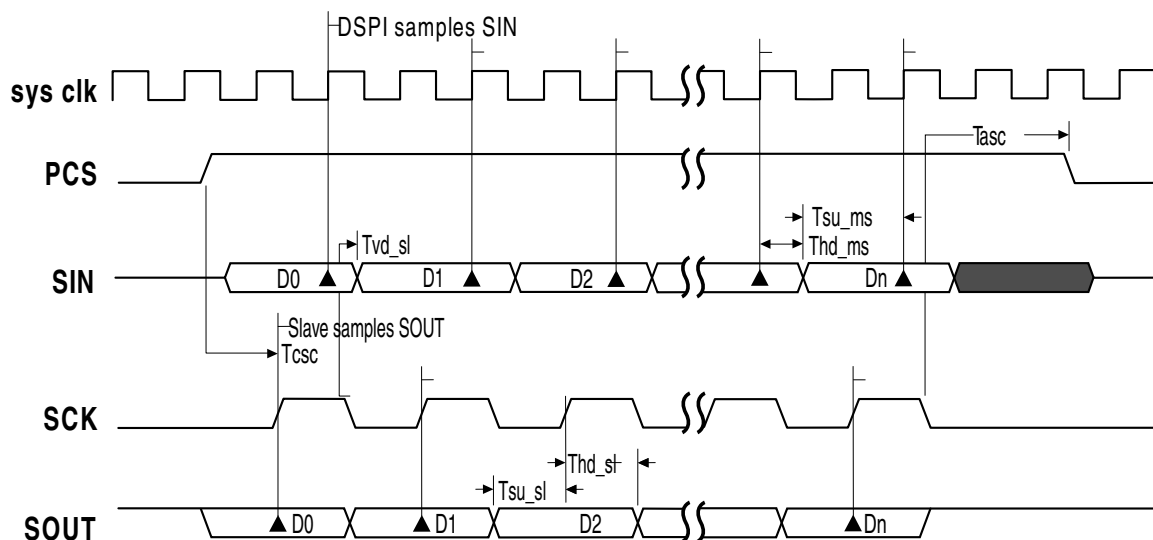 DSPI samples SIN
sys clk
Tasc
PCS
Tsu_ms
Tvd_sl
Thd_ms
SIN
D0
D1
D2
Dn
Slave samples SOUT
Tcsc
SCK
Thd_sl
Tsu_sl
SOUT
D0
D1
D2
Dn